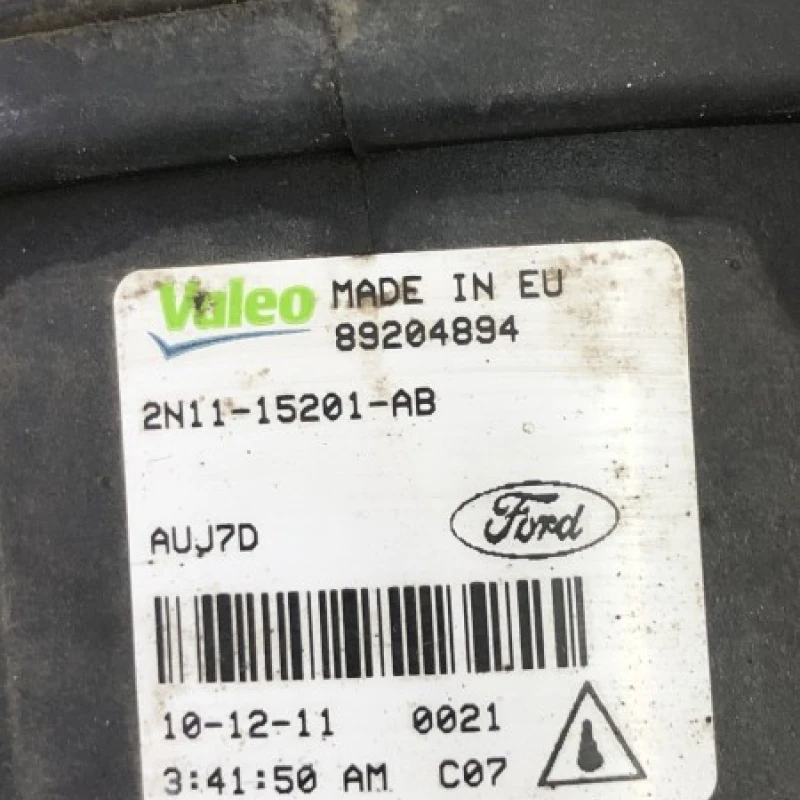 Valeo MADE IN EU
89204894
2N11-15201-AB
AUJ7D
Ford
10-12-11 0021
3:41:50 AM C07